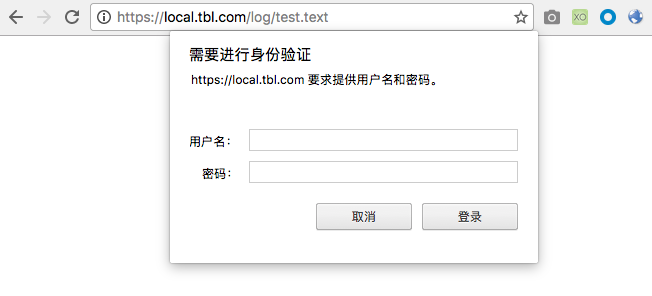 https://local.tbl.com/log/test.text
XO
需要进行身份验证
https://local.tbl.com 要求提供用户名和密码。
用户名：
密码：
取消
登录